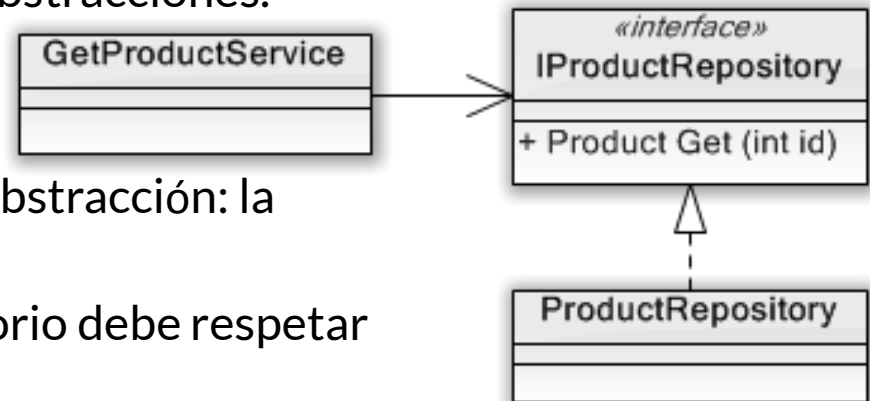 bstracciones.
«interface»
GetProductService
IProductRepository
+ Product Get (int id)
bstracción: la
orio debe respetar
ProductRepository